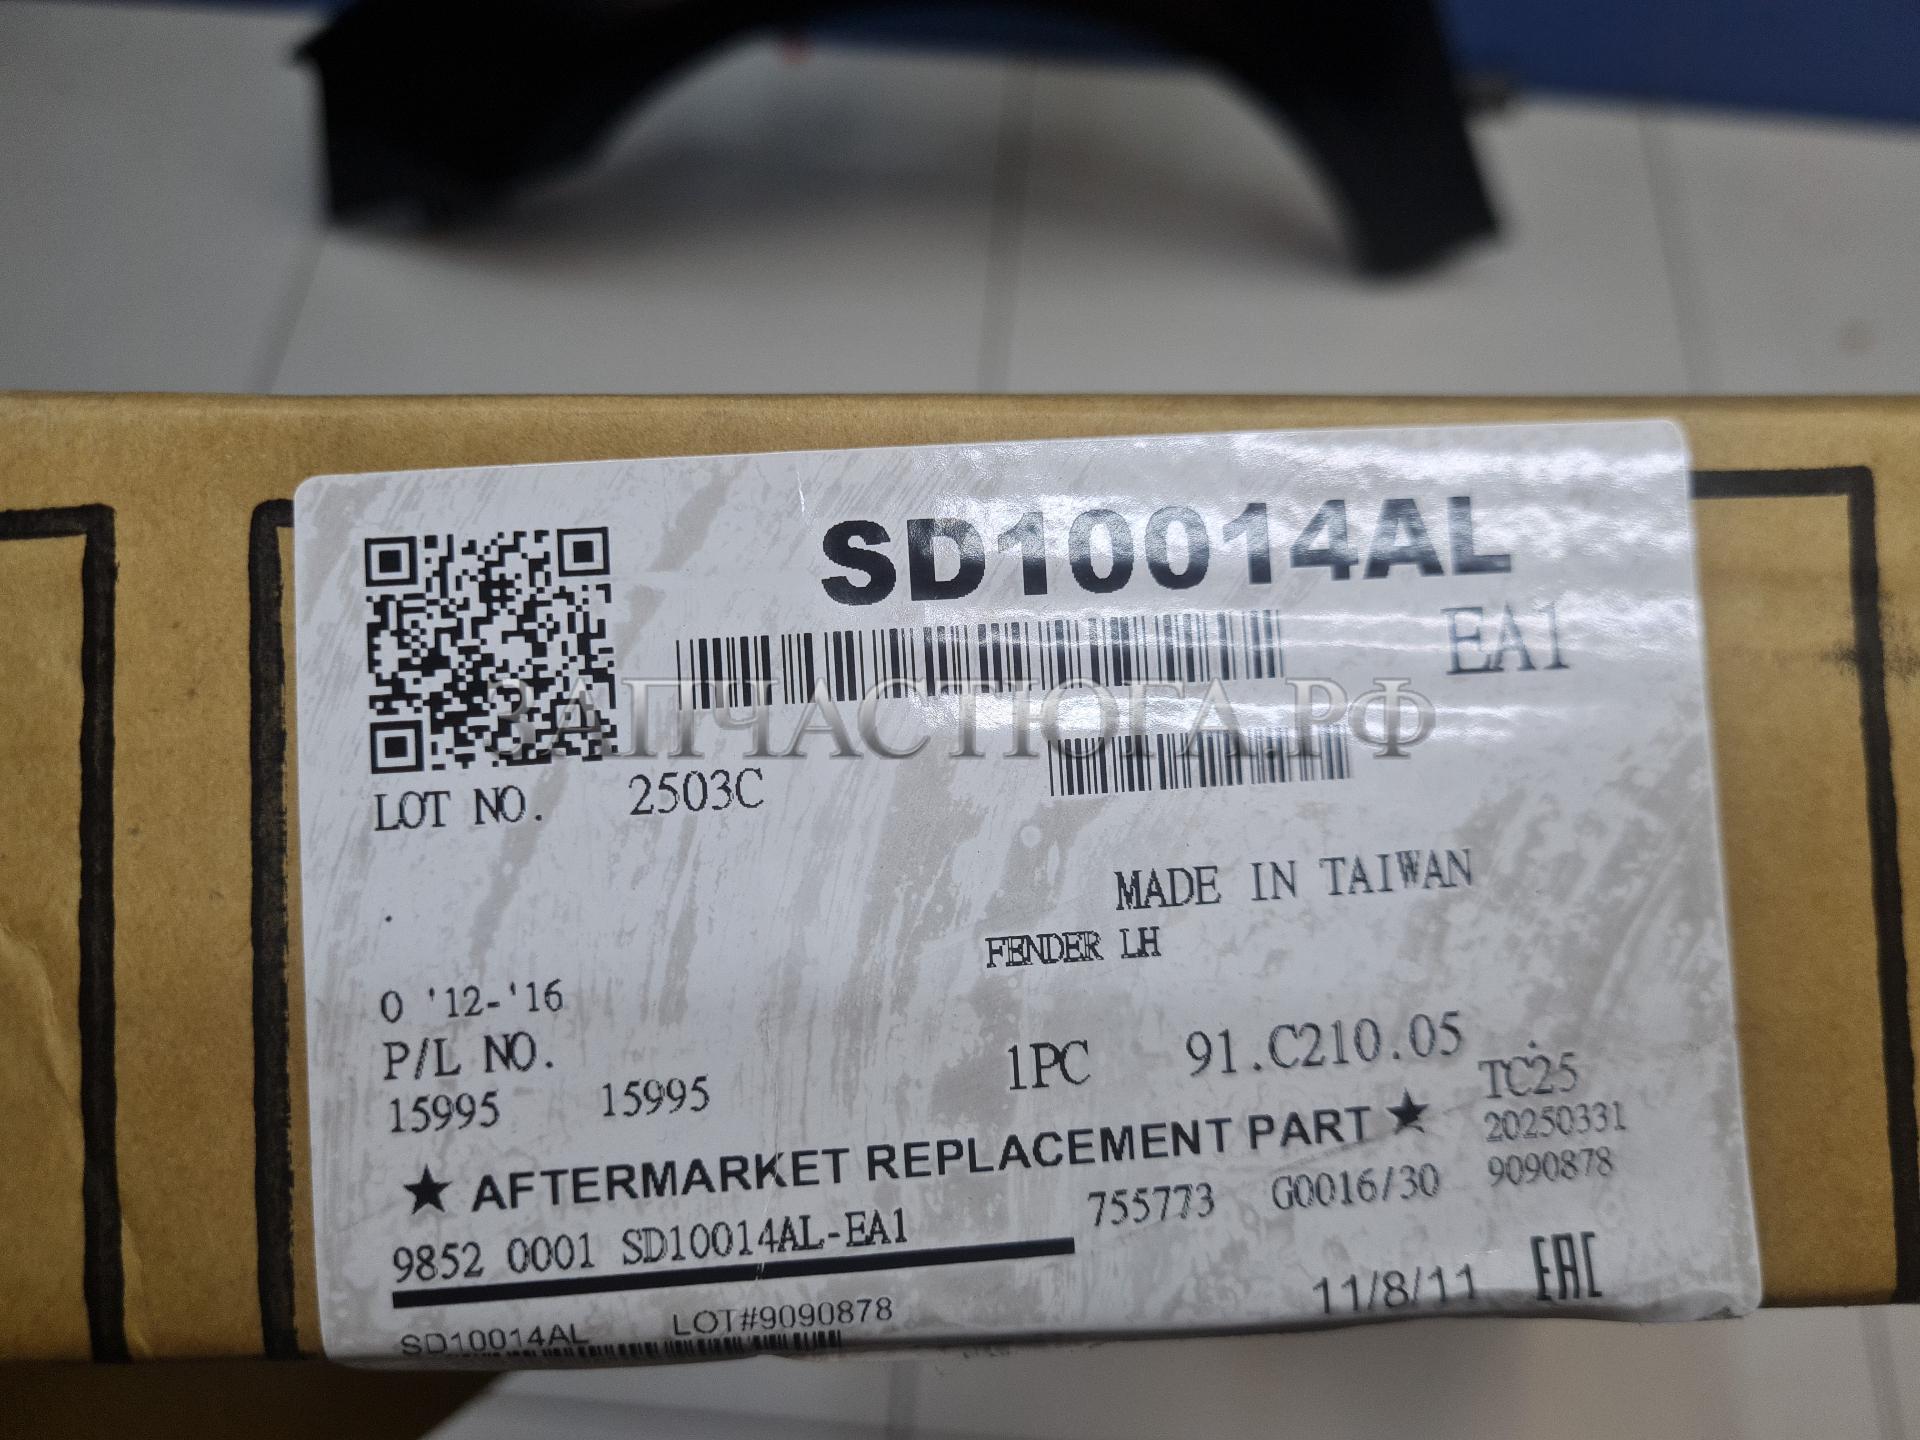 SD10014AL
EA1
ЗАПЧАСТЮГА.РФ
LOT NO. 2503C
MADE IN TAIWAN
FENDER LH
O '12-'16
P/L NO.
1PC 91.C210.05
15995 15995
TC25
★ AFTERMARKET REPLACEMENT PART ★
20250331
755773 G0016/30 9090878
9852 0001 SD10014AL-EA1
11/8/11 EAC
SD10014AL LOT#9090878